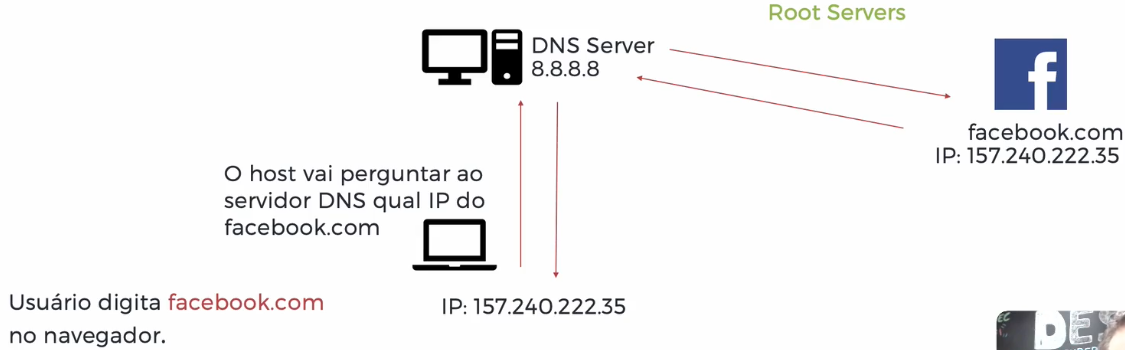 Root Servers
DNS Server
8.8.8.8
facebook.com
IP: 157.240.222.35
O host vai perguntar ao
servidor DNS qual IP do
facebook.com
IP: 157.240.222.35
Usuário digita facebook.com
no navegador.